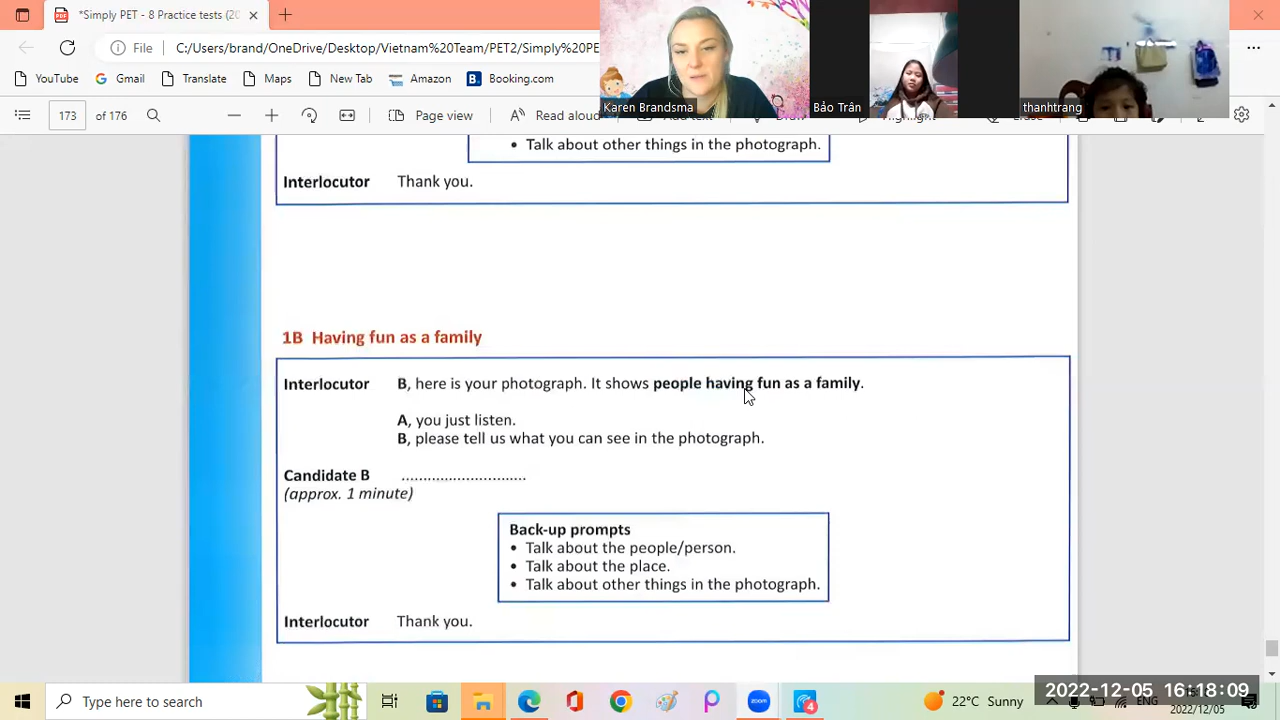 *Simply PET - 8 Practice tests (20
File
C:/Users/brand/OneDrive/Desktop/Vietnam%20Team/PET2/Simply%20PE
YouTube
Gmail
Translate
Maps
New Tab
Amazon
B Booking.com
Karen Brandsma
Bảo Trân
thanhtrang
173
of 1
Page view
Read aloud
• Talk about other things in the photograph.
Interlocutor Thank you.
1B Having fun as a family
Interlocutor B, here is your photograph. It shows people having fun as a family.
A, you just listen.
B, please tell us what you can see in the photograph.
Candidate B ............................
(approx. 1 minute)
Back-up prompts
• Talk about the people/person.
• Talk about the place.
• Talk about other things in the photograph.
Interlocutor Thank you.
Type here to search
zoom
4
22°C Sunny
ENG
2022-12-05 16:18:09
2022/12/05